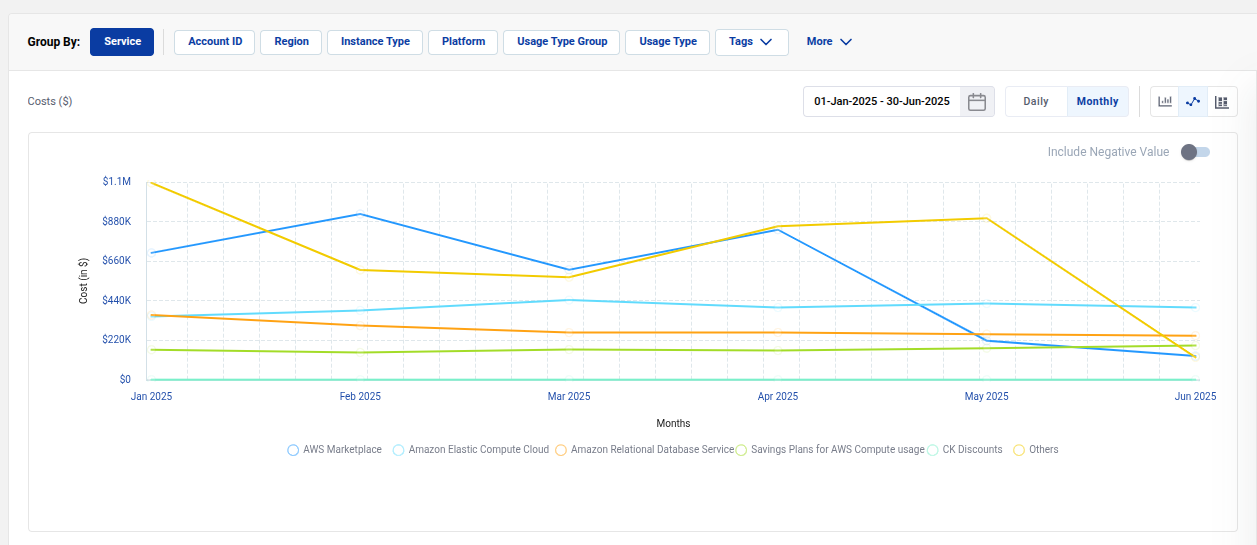 Group By: Service Account ID Region Instance Type Platform Usage Type Group Usage Type Tags More
Costs ($) 01-Jan-2025 - 30-Jun-2025 Daily Monthly
Include Negative Value
$1.1M
$880K
$660K
$440K
$220K
$0
Cost (in $)
Jan 2025 Feb 2025 Mar 2025 Apr 2025 May 2025 Jun 2025
Months
AWS Marketplace Amazon Elastic Compute Cloud Amazon Relational Database Service Savings Plans for AWS Compute usage CK Discounts Others